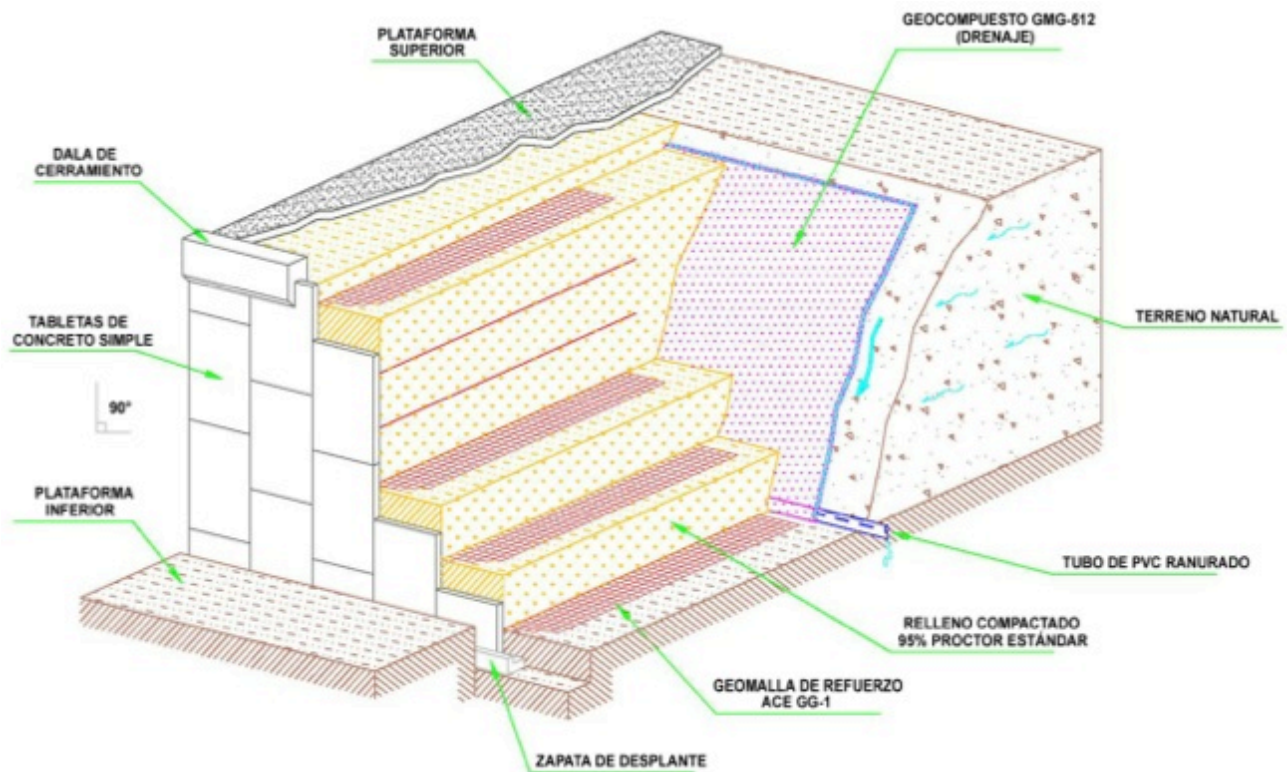 GEOCOMPUESTO GMG-512
(DRENAJE)
PLATAFORMA
SUPERIOR
DALA DE
CERRAMIENTO
TABLETAS DE
CONCRETO SIMPLE
TERRENO NATURAL
90°
PLATAFORMA
INFERIOR
TUBO DE PVC RANURADO
RELLENO COMPACTADO
95% PROCTOR ESTÁNDAR
GEOMALLA DE REFUERZO
ACE GG-1
ZAPATA DE DESPLANTE